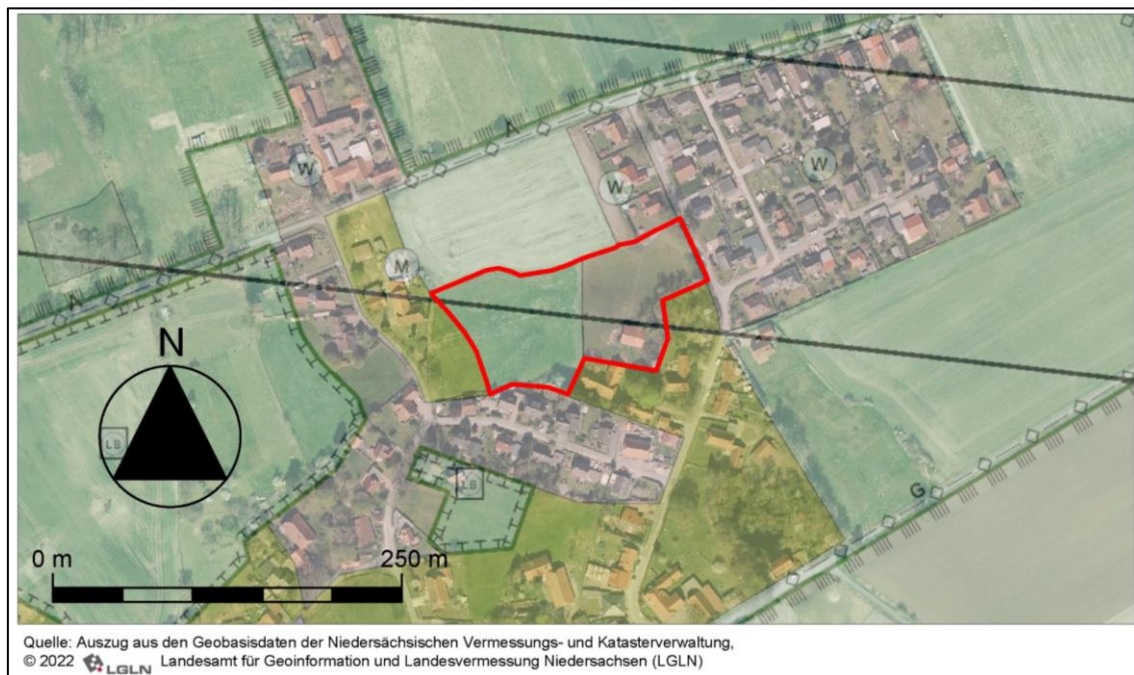 A
W
W
W
M
A
N
LB
LB
G
0 m 250 m
Quelle: Auszug aus den Geobasisdaten der Niedersächsischen Vermessungs- und Katasterverwaltung,
© 2022 LGLN Landesamt für Geoinformation und Landesvermessung Niedersachsen (LGLN)